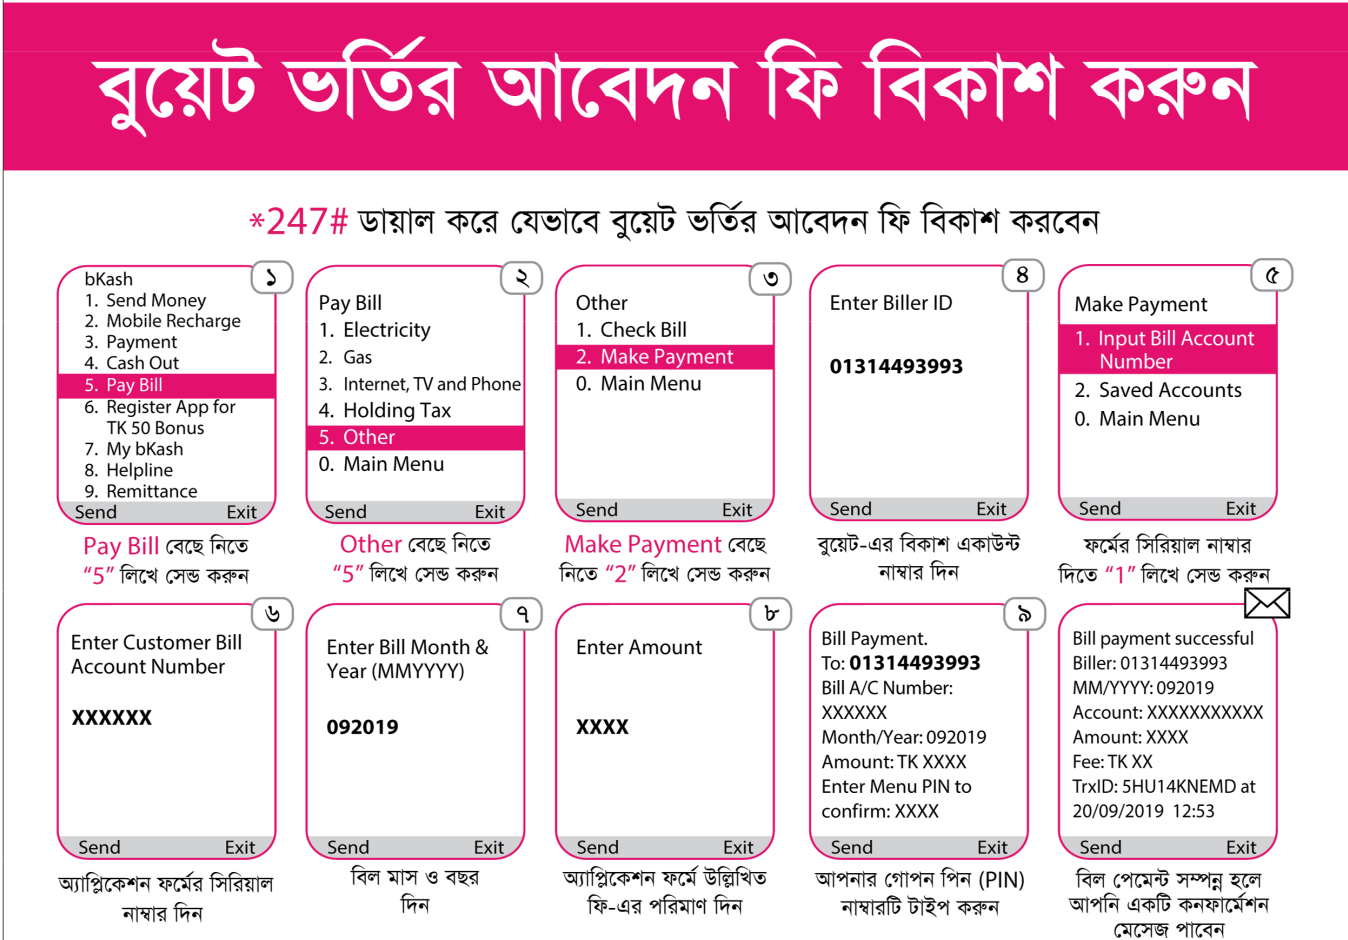 বুয়েট ভর্তির আবেদন ফি বিকাশ করুন
*247# ডায়াল করে যেভাবে বুয়েট ভর্তির আবেদন ফি বিকাশ করবেন
১
bKash
1. Send Money
2. Mobile Recharge
3. Payment
4. Cash Out
5. Pay Bill
6. Register App for
TK 50 Bonus
7. My bKash
8. Helpline
9. Remittance
Send Exit
Pay Bill বেছে নিতে
“5” লিখে সেন্ড করুন
২
Pay Bill
1. Electricity
2. Gas
3. Internet, TV and Phone
4. Holding Tax
5. Other
0. Main Menu
Send Exit
Other বেছে নিতে
“5” লিখে সেন্ড করুন
৩
Other
1. Check Bill
2. Make Payment
0. Main Menu
Send Exit
Make Payment বেছে
নিতে “2” লিখে সেন্ড করুন
৪
Enter Biller ID
01314493993
Send Exit
বুয়েট-এর বিকাশ একাউন্ট
নাম্বার দিন
৫
Make Payment
1. Input Bill Account
Number
2. Saved Accounts
0. Main Menu
Send Exit
ফর্মের সিরিয়াল নাম্বার
দিতে “1” লিখে সেন্ড করুন
৬
Enter Customer Bill
Account Number
XXXXXX
Send Exit
অ্যাপ্লিকেশন ফর্মের সিরিয়াল
নাম্বার দিন
৭
Enter Bill Month &
Year (MMYYYY)
092019
Send Exit
বিল মাস ও বছর
দিন
৮
Enter Amount
XXXX
Send Exit
অ্যাপ্লিকেশন ফর্মে উল্লিখিত
ফি-এর পরিমাণ দিন
৯
Bill Payment.
To: 01314493993
Bill A/C Number:
XXXXXX
Month/Year: 092019
Amount: TK XXXX
Enter Menu PIN to
confirm: XXXX
Send Exit
আপনার গোপন পিন (PIN)
নাম্বারটি টাইপ করুন
Bill payment successful
Biller: 01314493993
MM/YYYY: 092019
Account: XXXXXXXXXXX
Amount: XXXX
Fee: TK XX
TrxID: 5HU14KNEMD at
20/09/2019 12:53
Send Exit
বিল পেমেন্ট সম্পন্ন হলে
আপনি একটি কনফার্মেশন
মেসেজ পাবেন